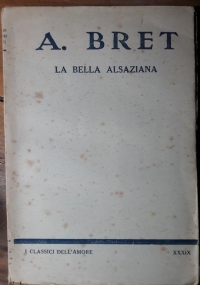 A. BRET
LA BELLA ALSAZIANA
I CLASSICI DELL'AMORE
XXXIX